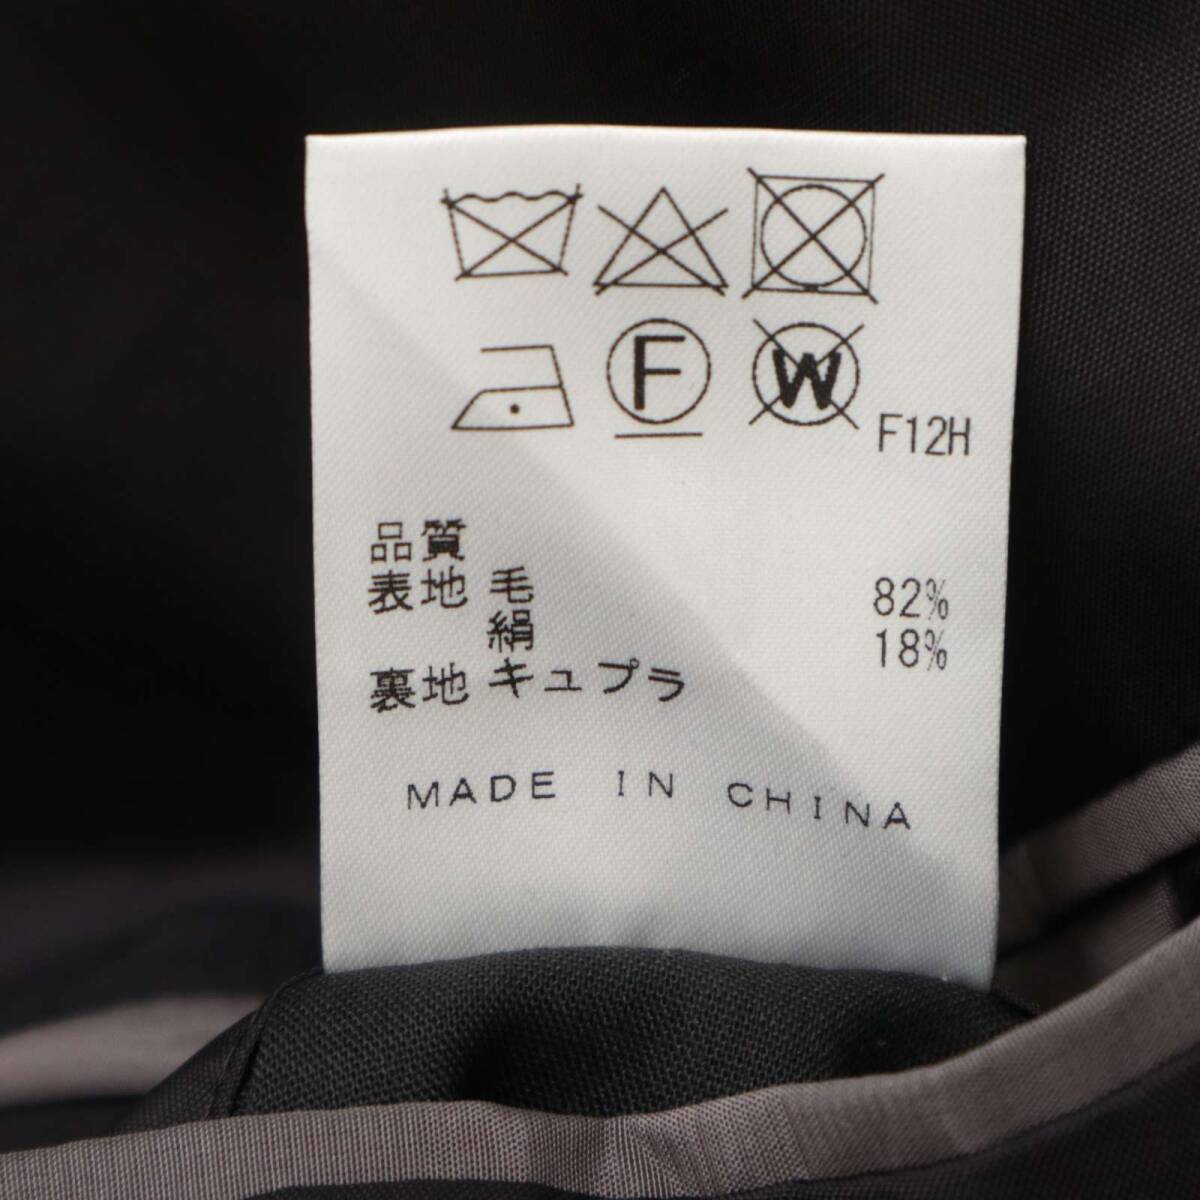 F W F12H
品質
表地 毛 82%
絹 18%
裏地 キュプラ
MADE IN CHINA